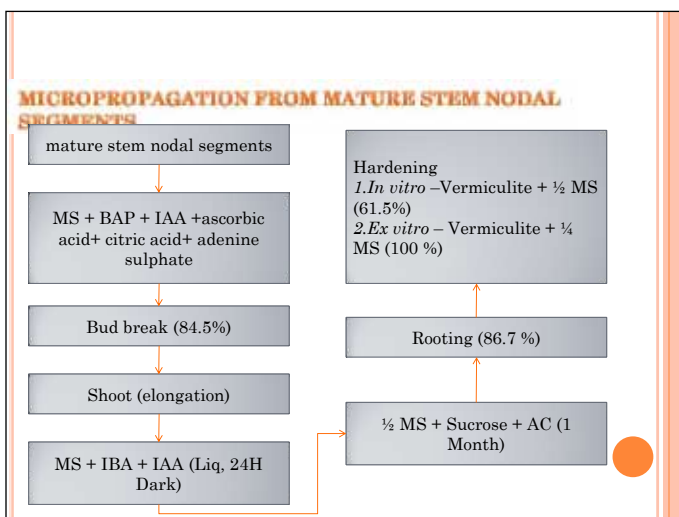 MICROPROPAGATION FROM MATURE STEM NODAL
SEGMENTS
mature stem nodal segments
MS + BAP + IAA +ascorbic
acid+ citric acid+ adenine
sulphate
Bud break (84.5%)
Shoot (elongation)
MS + IBA + IAA (Liq, 24H
Dark)
½ MS + Sucrose + AC (1
Month)
Rooting (86.7 %)
Hardening
1.In vitro –Vermiculite + ½ MS
(61.5%)
2.Ex vitro – Vermiculite + ¼
MS (100 %)